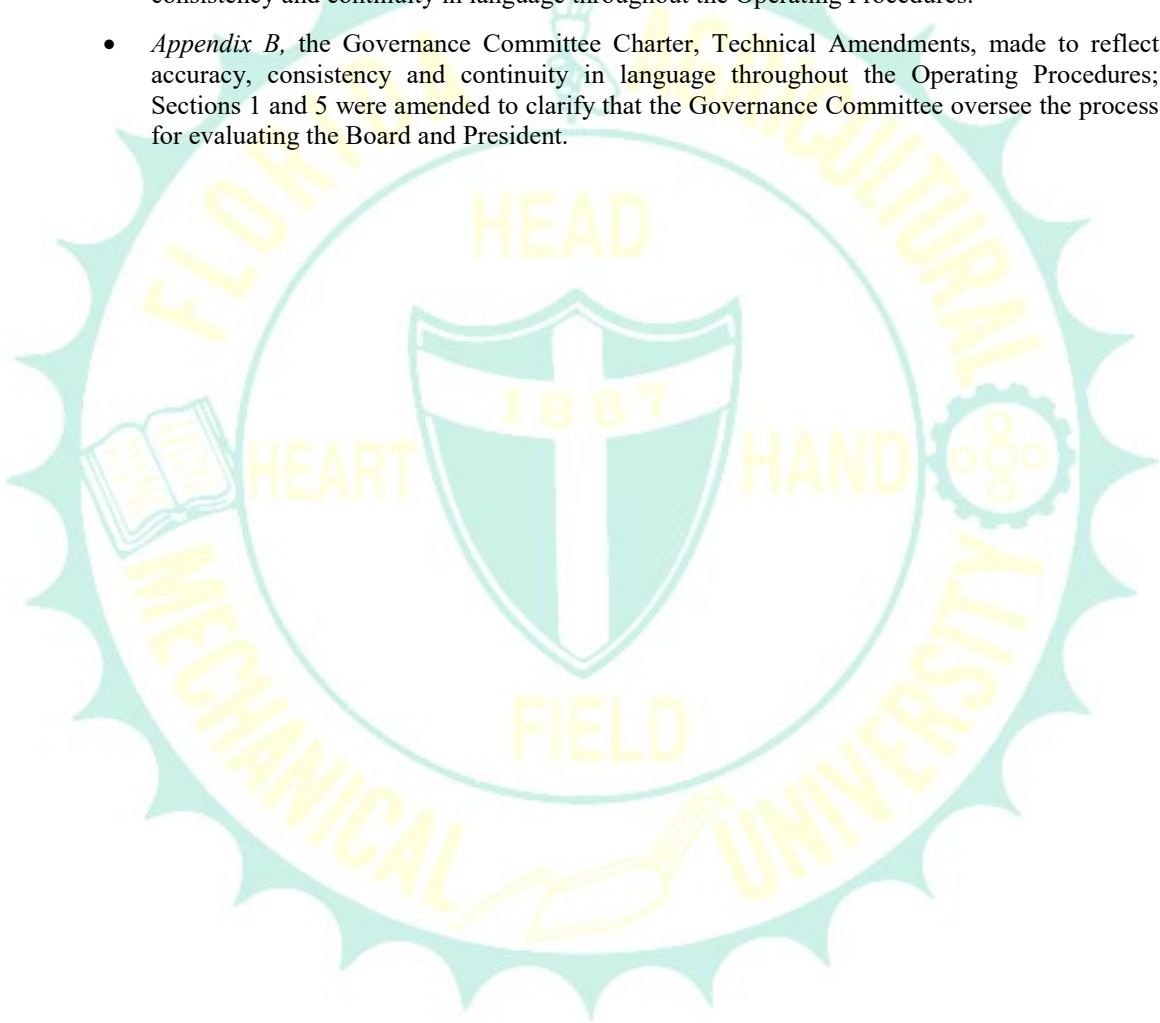 consistency and continuity in language throughout the Operating Procedures.
• Appendix B, the Governance Committee Charter, Technical Amendments, made to reflect
accuracy, consistency and continuity in language throughout the Operating Procedures;
Sections 1 and 5 were amended to clarify that the Governance Committee oversee the process
for evaluating the Board and President.
FLORIDA AGRICULTURAL
HEAD
1887
HEART HAND
FIELD
MECHANICAL UNIVERSITY